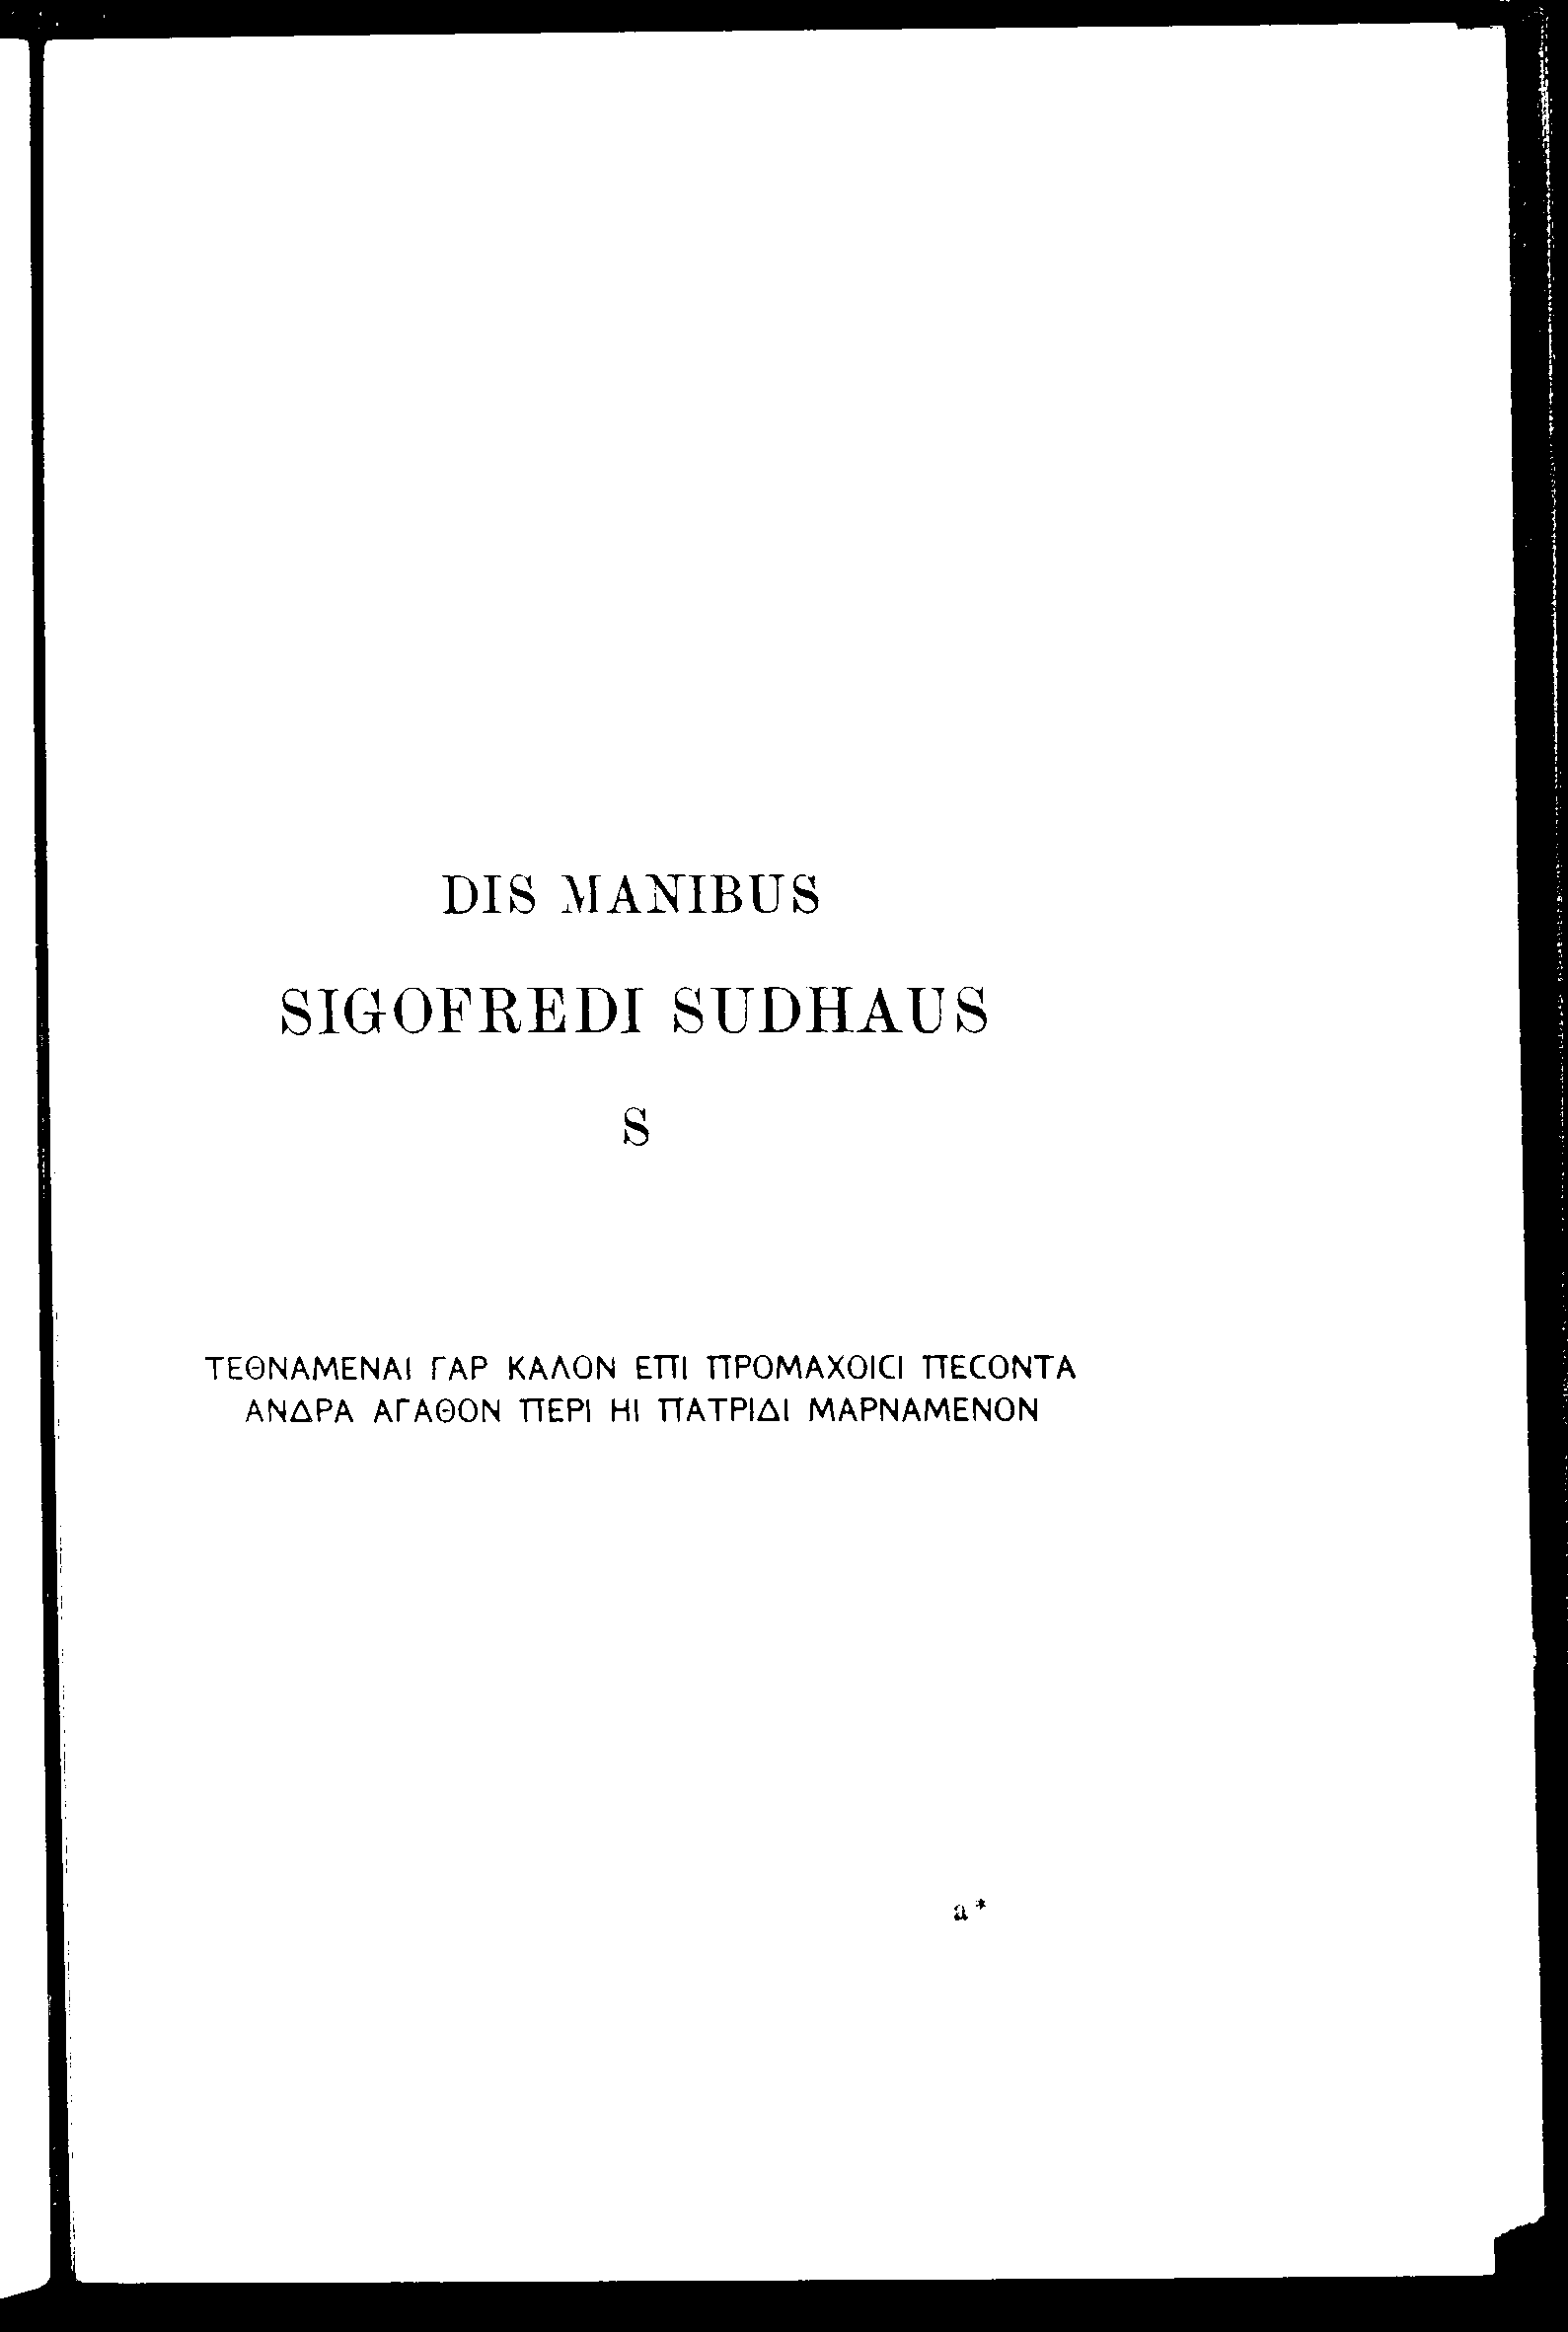 DIS MANIBUS
SIGOFREDI SUDHAUS
S
ΤΕΘΝΑΜΕΝΑΙ ΓΑΡ ΚΑΛΟΝ ΕΠΙ ΠΡΟΜΑΧΟΙϹΙ ΠΕϹΟΝΤΑ
ΑΝΔΡΑ ΑΓΑΘΟΝ ΠΕΡΙ ΗΙ ΠΑΤΡΙΔΙ ΜΑΡΝΑΜΕΝΟΝ
a*